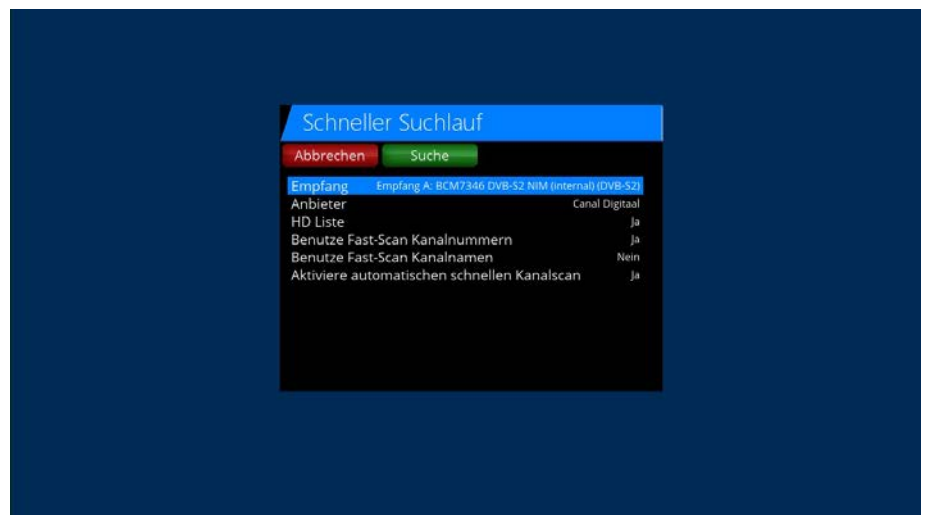 Schneller Suchlauf
Abbrechen Suche
Empfang Empfang A: BCM7346 DVB-S2 NIM (internal) (DVB-S2)
Anbieter Canal Digitaal
HD Liste Ja
Benutze Fast-Scan Kanalnummern Ja
Benutze Fast-Scan Kanalnamen Nein
Aktiviere automatischen schnellen Kanalscan Ja